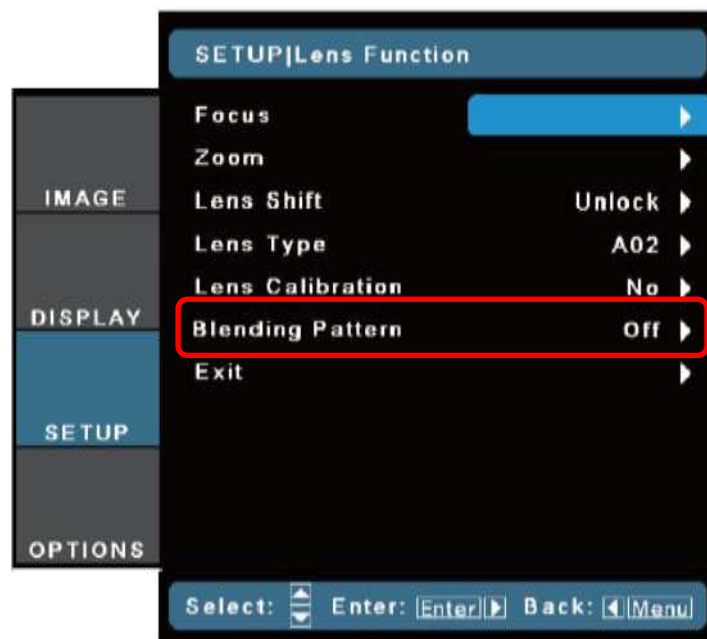 SETUP|Lens Function
IMAGE
DISPLAY
SETUP
OPTIONS
Focus
Zoom
Lens Shift Unlock
Lens Type A02
Lens Calibration No
Blending Pattern Off
Exit
Select: Enter: Enter Back: Menu